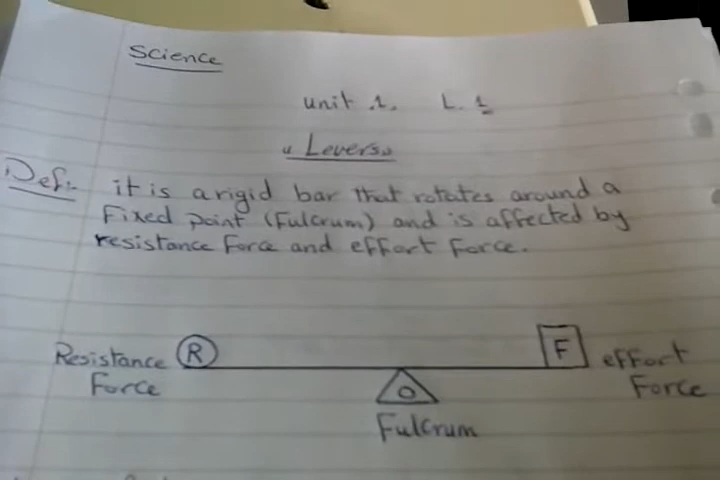 Science
unit .1. L. 1
"Levers"
Def:- it is a rigid bar that rotates around a
Fixed point (Fulcrum) and is affected by
resistance Force and effort Force.
Resistance R F effort
Force O Force
Fulcrum